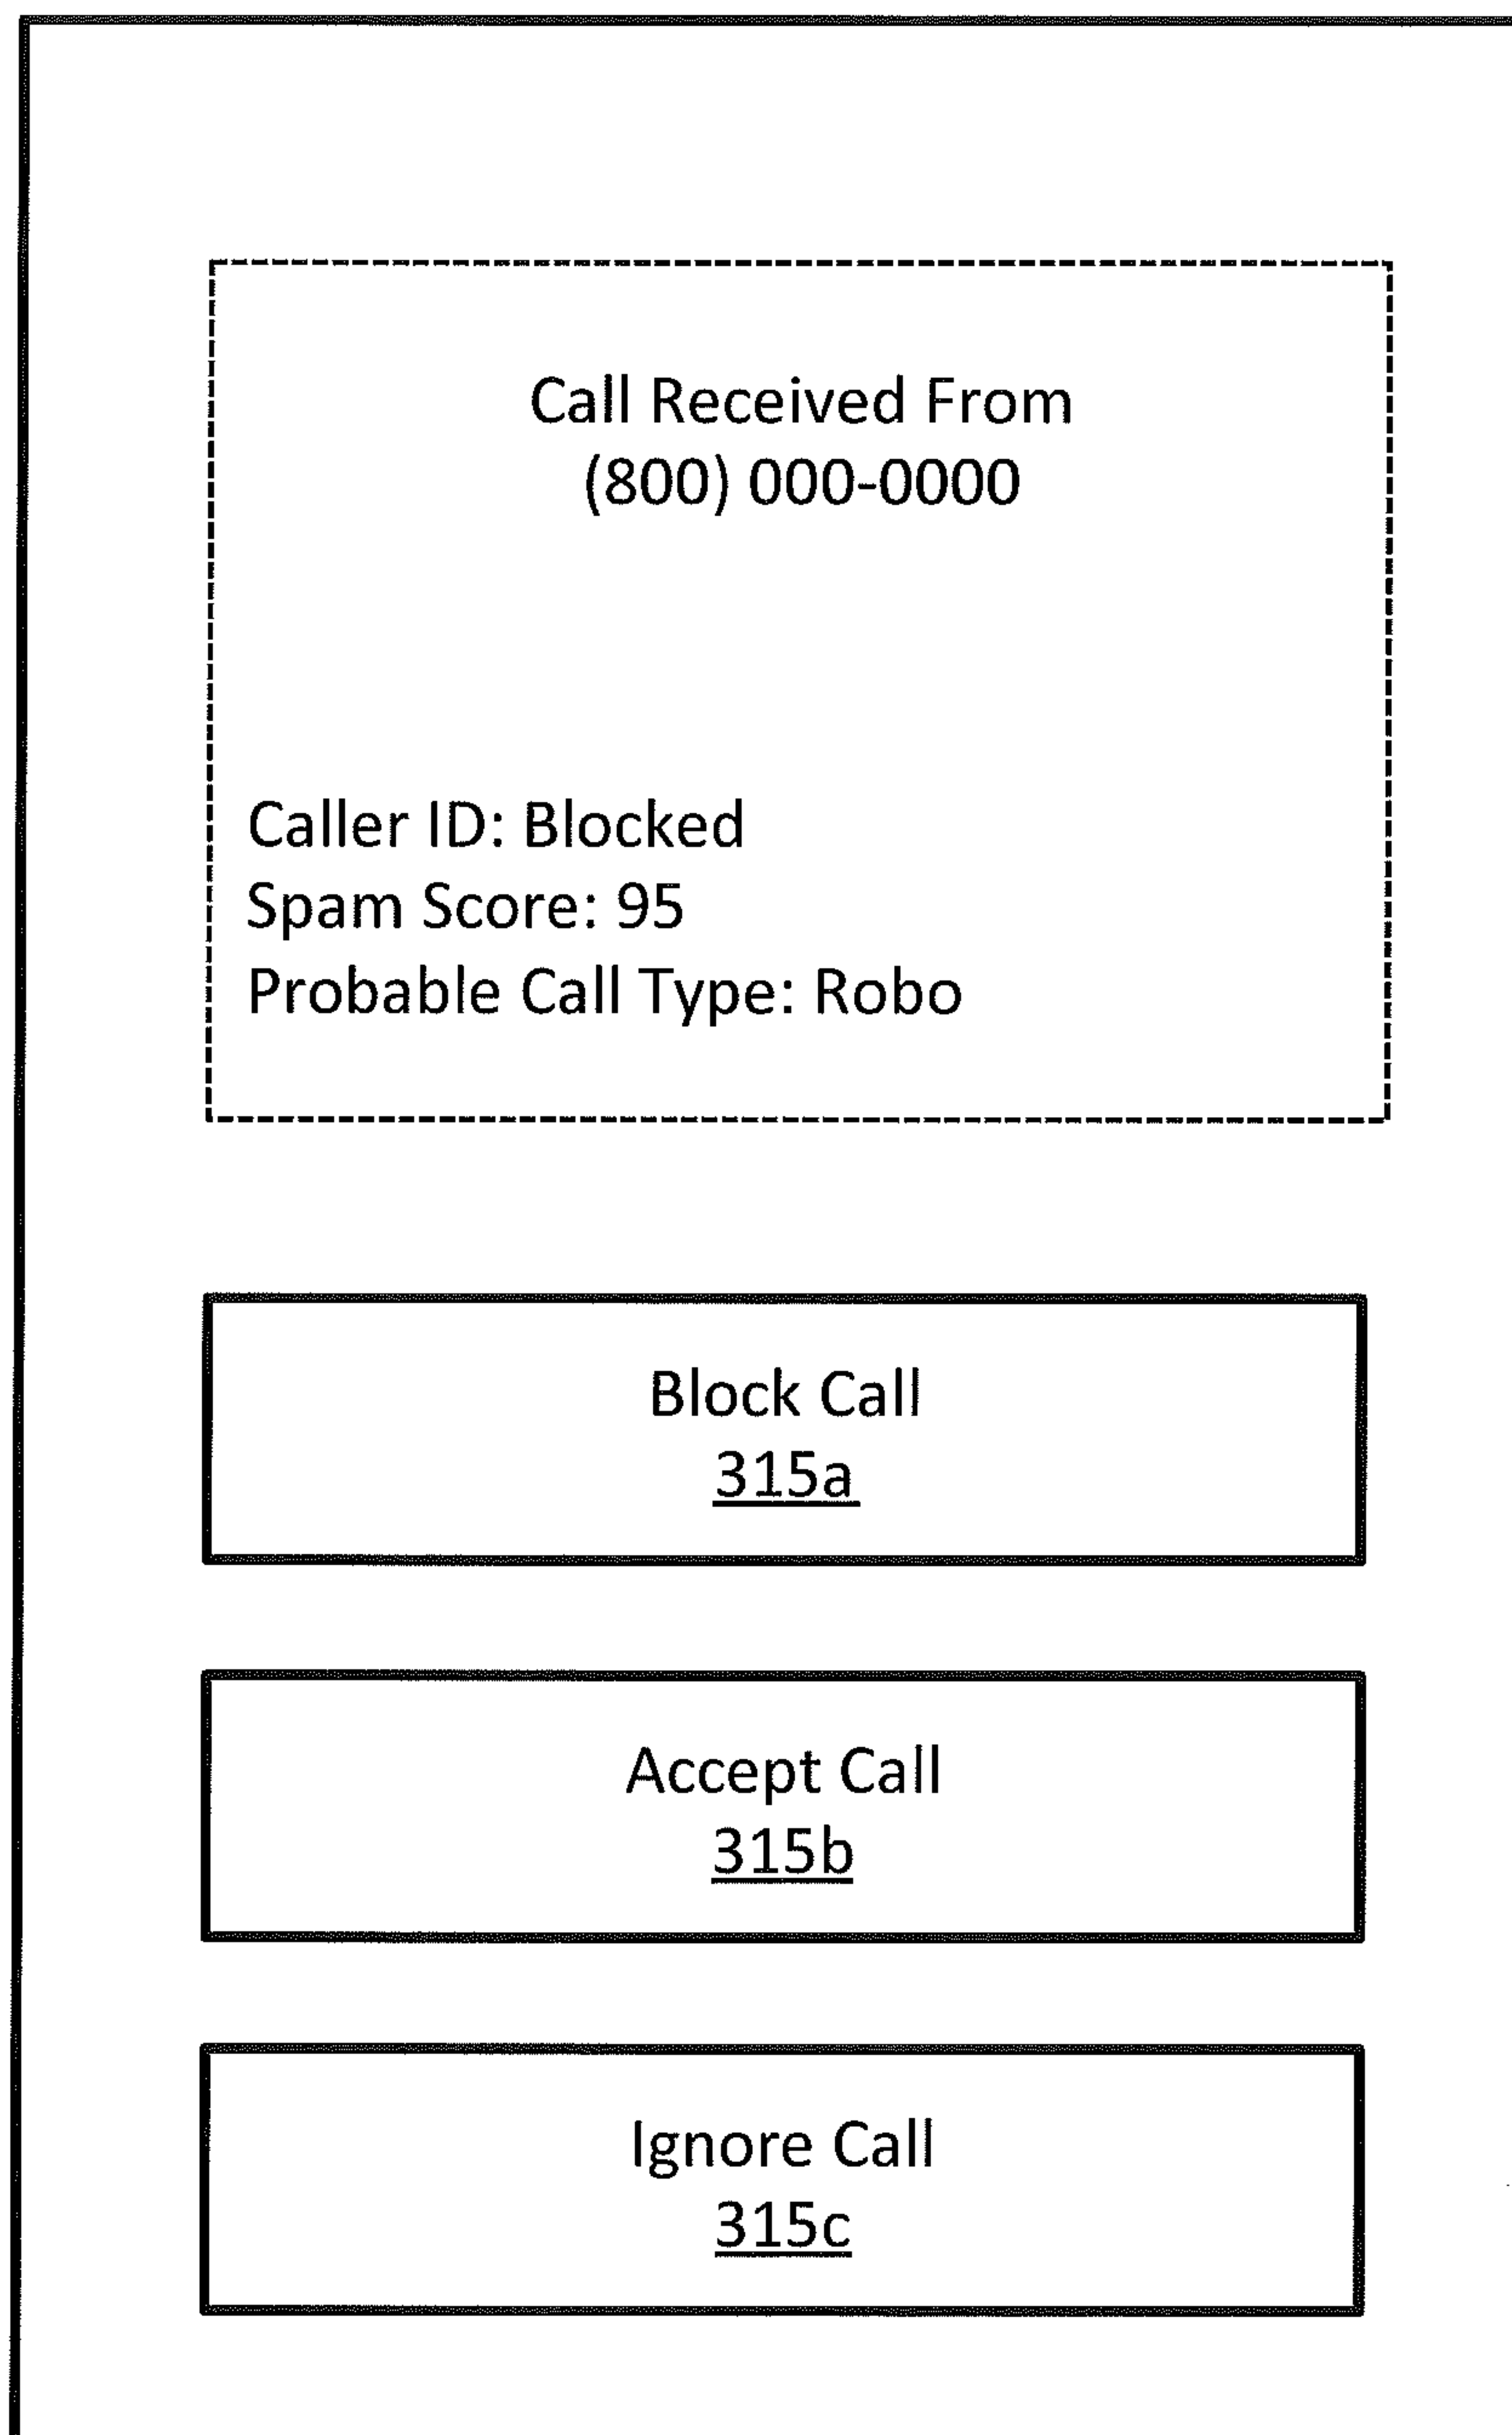 Call Received From
(800) 000-0000
Caller ID: Blocked
Spam Score: 95
Probable Call Type: Robo
Block Call
315a
Accept Call
315b
Ignore Call
315c